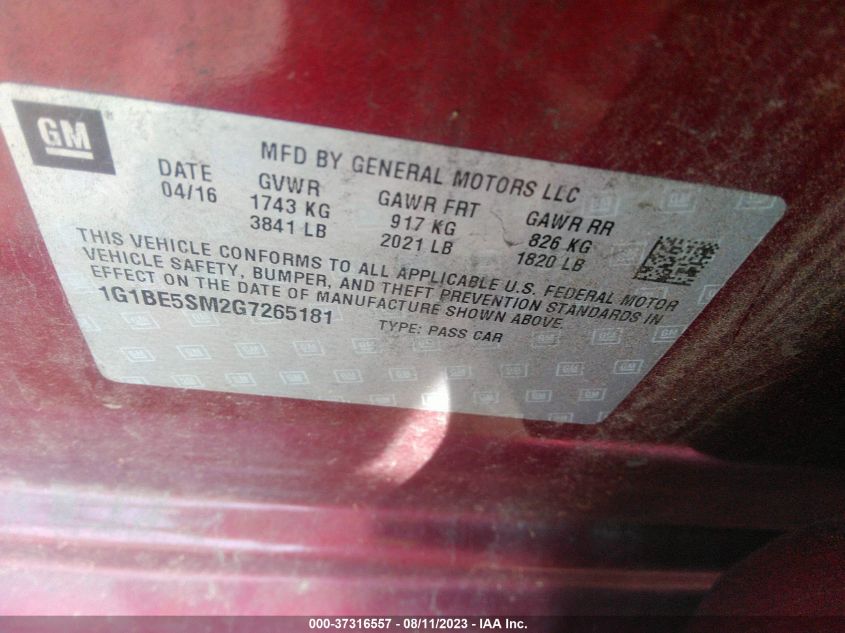 GM
MFD BY GENERAL MOTORS LLC
DATE GVWR GAWR FRT GAWR RR
04/16 1743 KG 917 KG 826 KG
3841 LB 2021 LB 1820 LB
THIS VEHICLE CONFORMS TO ALL APPLICABLE U.S. FEDERAL MOTOR
VEHICLE SAFETY, BUMPER, AND THEFT PREVENTION STANDARDS IN
EFFECT ON THE DATE OF MANUFACTURE SHOWN ABOVE
1G1BE5SM2G7265181 TYPE: PASS CAR
000-37316557 - 08/11/2023 - IAA Inc.